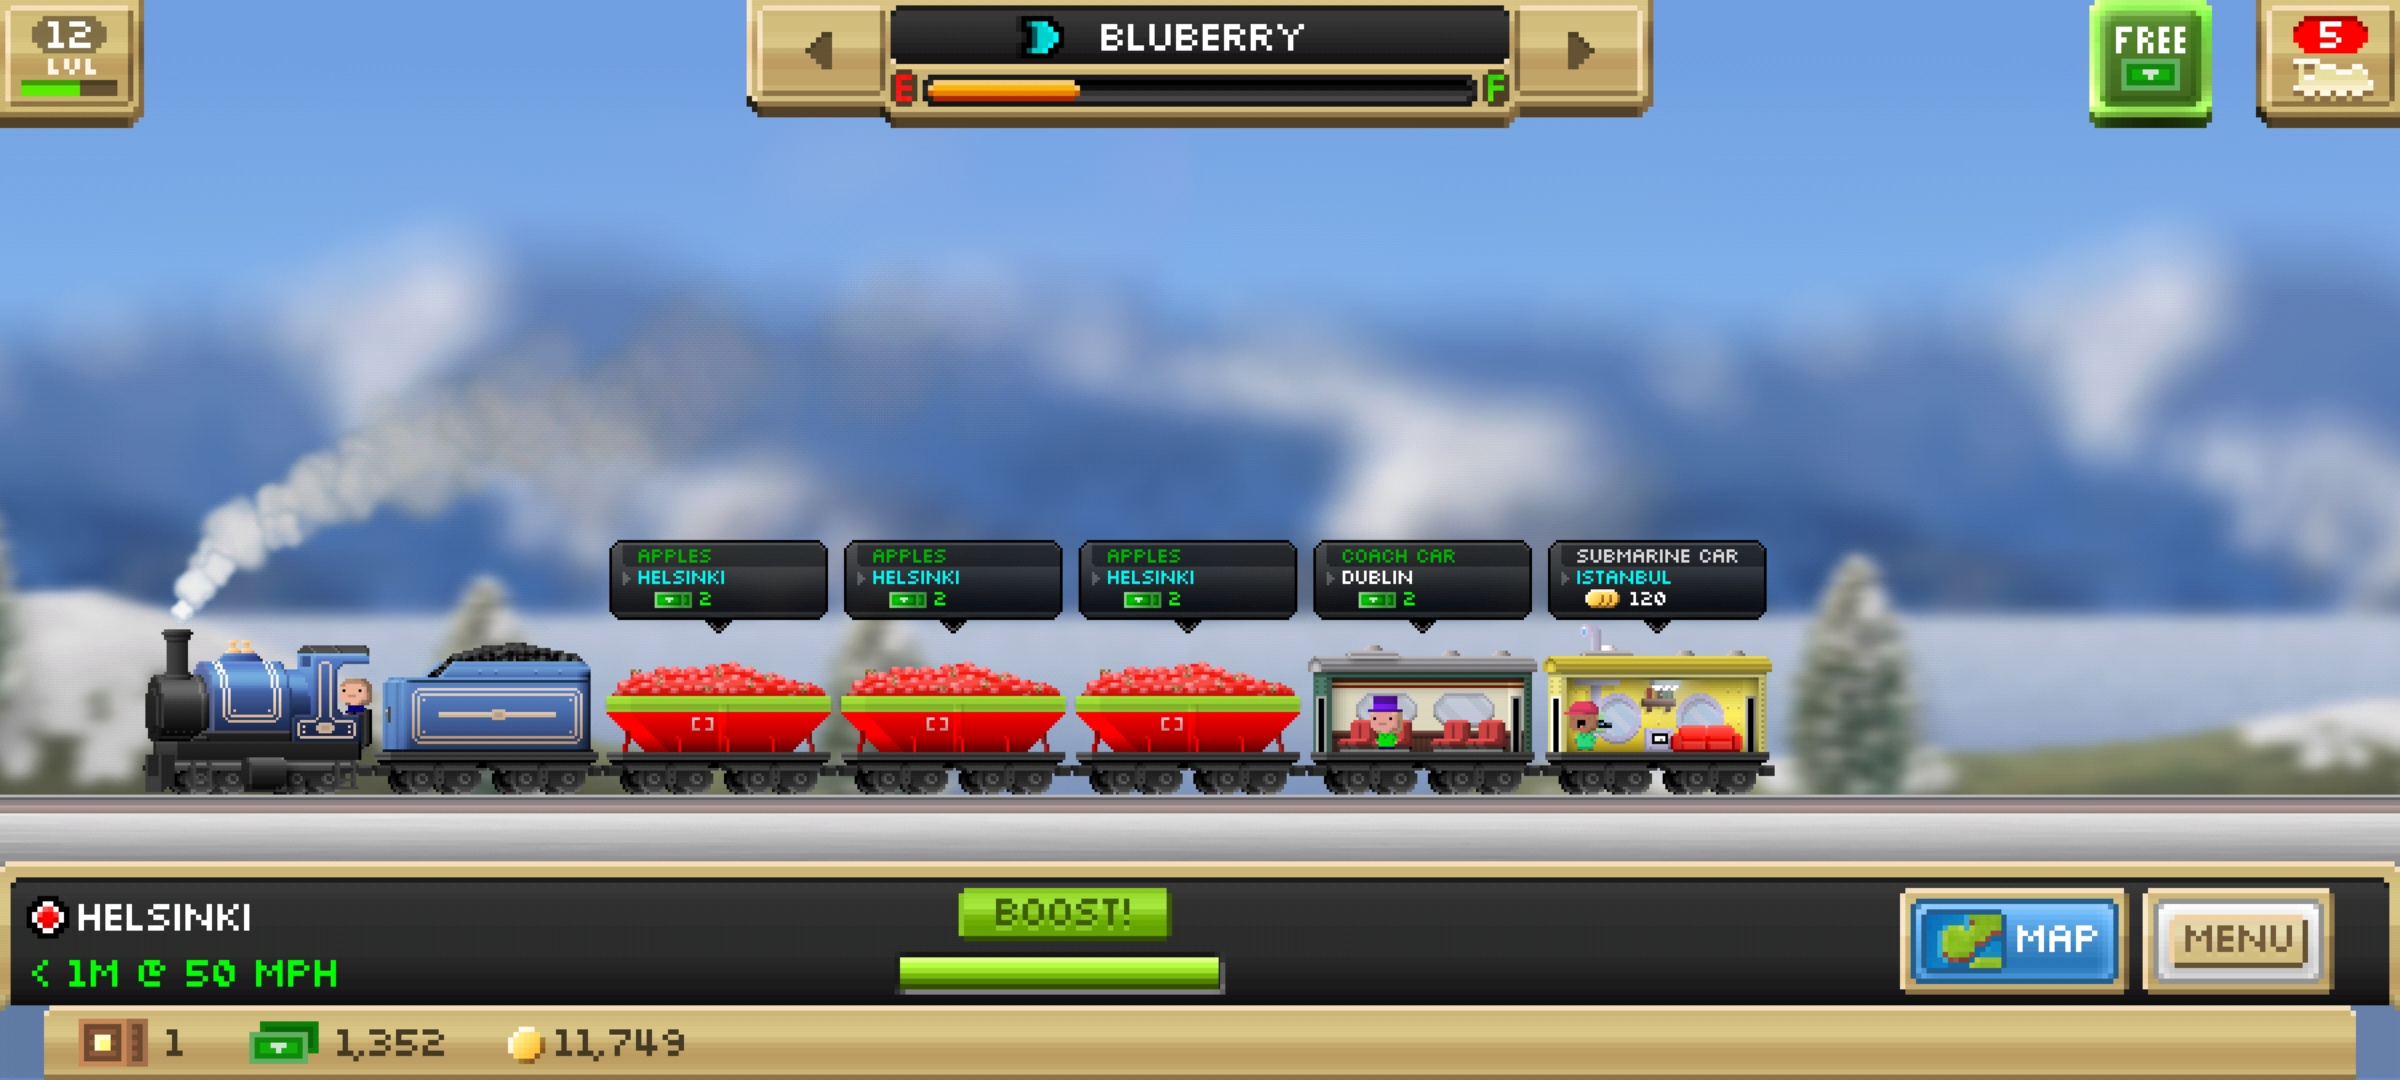 12
LVL
BLUBERRY
E
F
FREE
5
APPLES
HELSINKI
2
APPLES
HELSINKI
2
APPLES
HELSINKI
2
COACH CAR
DUBLIN
2
SUBMARINE CAR
ISTANBUL
120
HELSINKI
< 1M @ 50 MPH
BOOST!
MAP
MENU
1
1,352
11,749